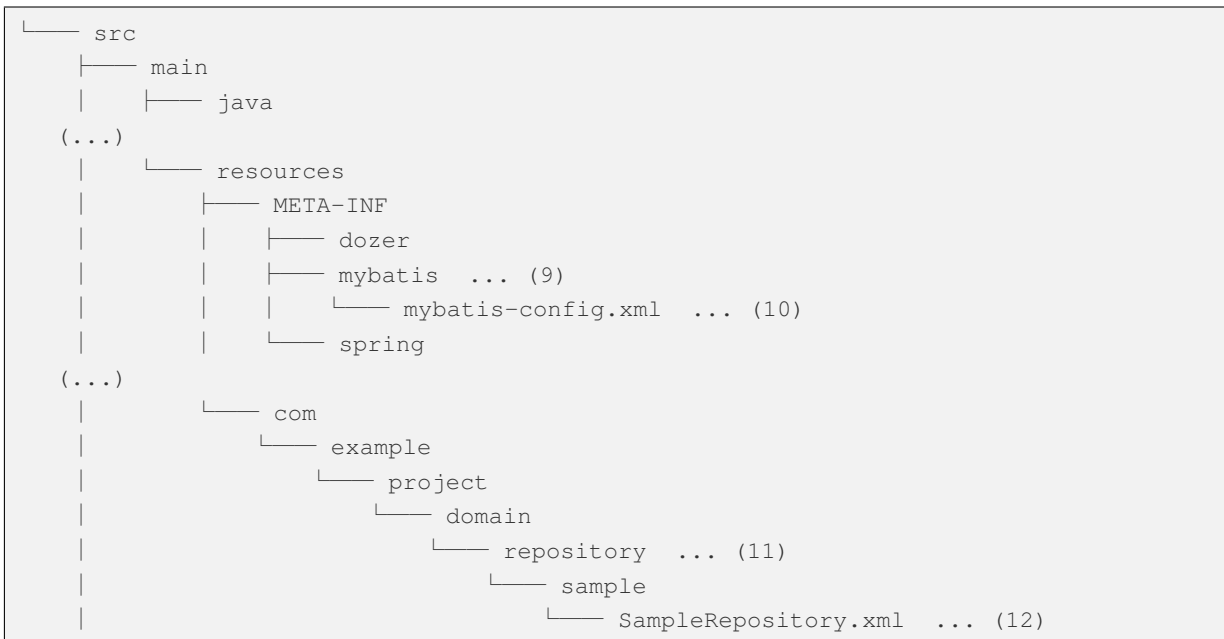 └─── src
    ├─── main
    │   ├─── java
   (...)
    │   └─── resources
    │       ├─── META-INF
    │       │   ├─── dozer
    │       │   ├─── mybatis  ... (9)
    │       │   │   └─── mybatis-config.xml  ... (10)
    │       │   └─── spring
   (...)
    │       └─── com
    │           └─── example
    │               └─── project
    │                   └─── domain
    │                       └─── repository  ... (11)
    │                           └─── sample
    │                               └─── SampleRepository.xml  ... (12)